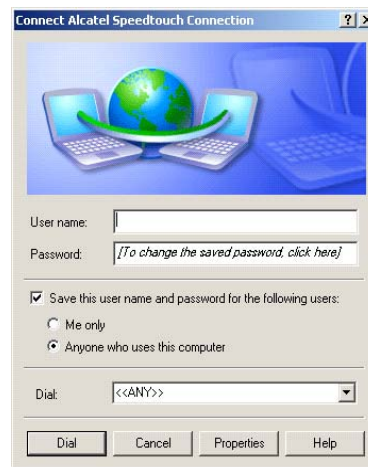 Connect Alcatel Speedtouch Connection
User name:
Password: [To change the saved password, click here]
Save this user name and password for the following users:
Me only
Anyone who uses this computer
Dial: <<ANY>>
Dial Cancel Properties Help